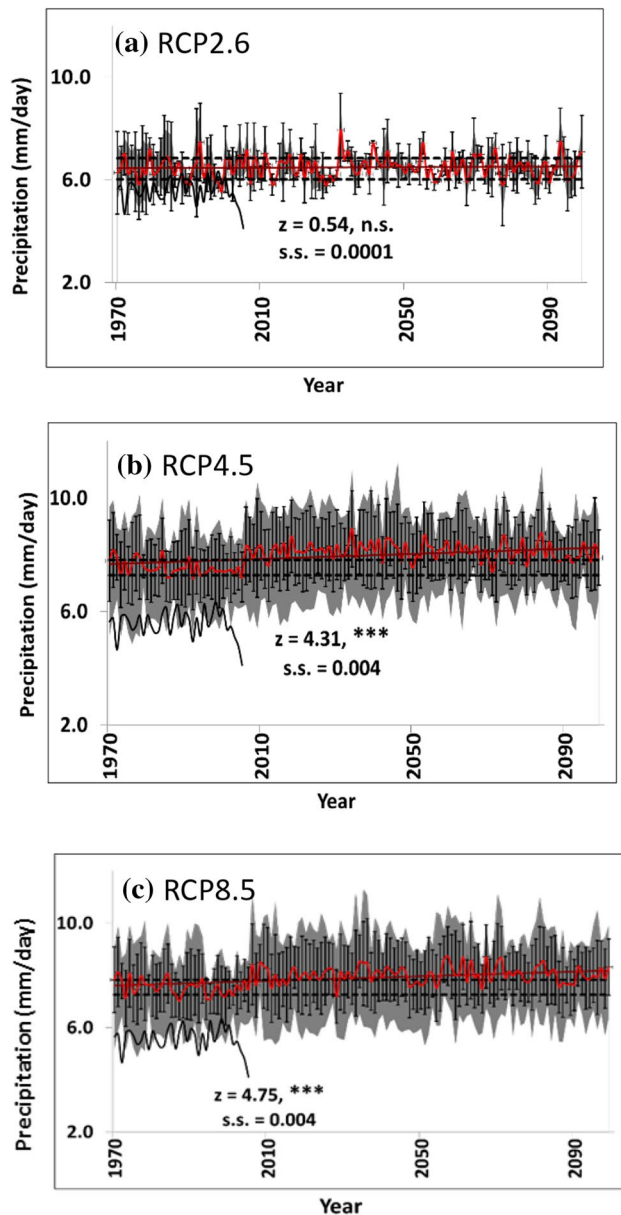 (a) RCP2.6
Precipitation (mm/day)
10.0
6.0
2.0
z = 0.54, n.s.
s.s. = 0.0001
1970
2010
2050
2090
Year
(b) RCP4.5
Precipitation (mm/day)
10.0
6.0
2.0
z = 4.31, ***
s.s. = 0.004
1970
2010
2050
2090
Year
(c) RCP8.5
Precipitation (mm/day)
10.0
6.0
2.0
z = 4.75, ***
s.s. = 0.004
1970
2010
2050
2090
Year